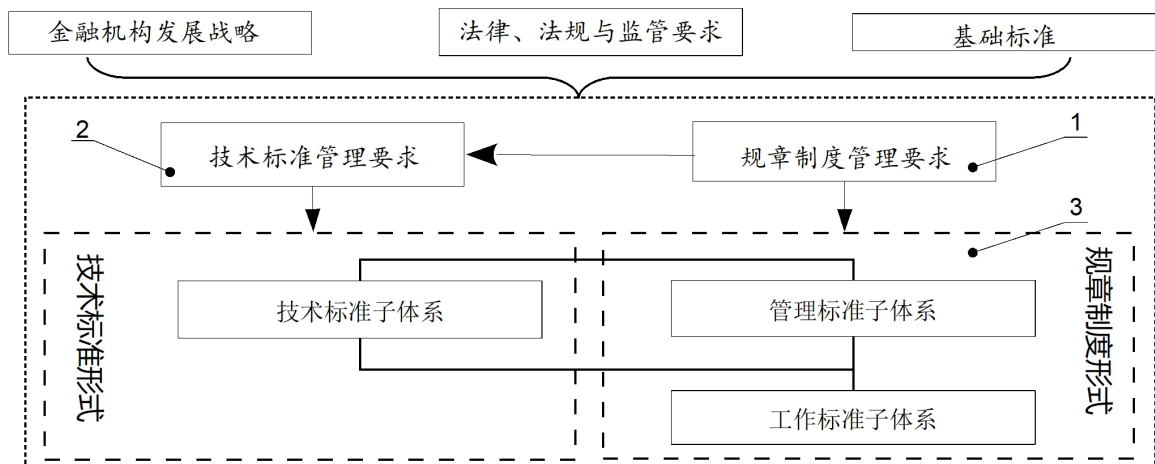 金融机构发展战略
法律、法规与监管要求
基础标准
2
技术标准管理要求
规章制度管理要求
1
3
技术标准形式
技术标准子体系
管理标准子体系
规章制度形式
工作标准子体系